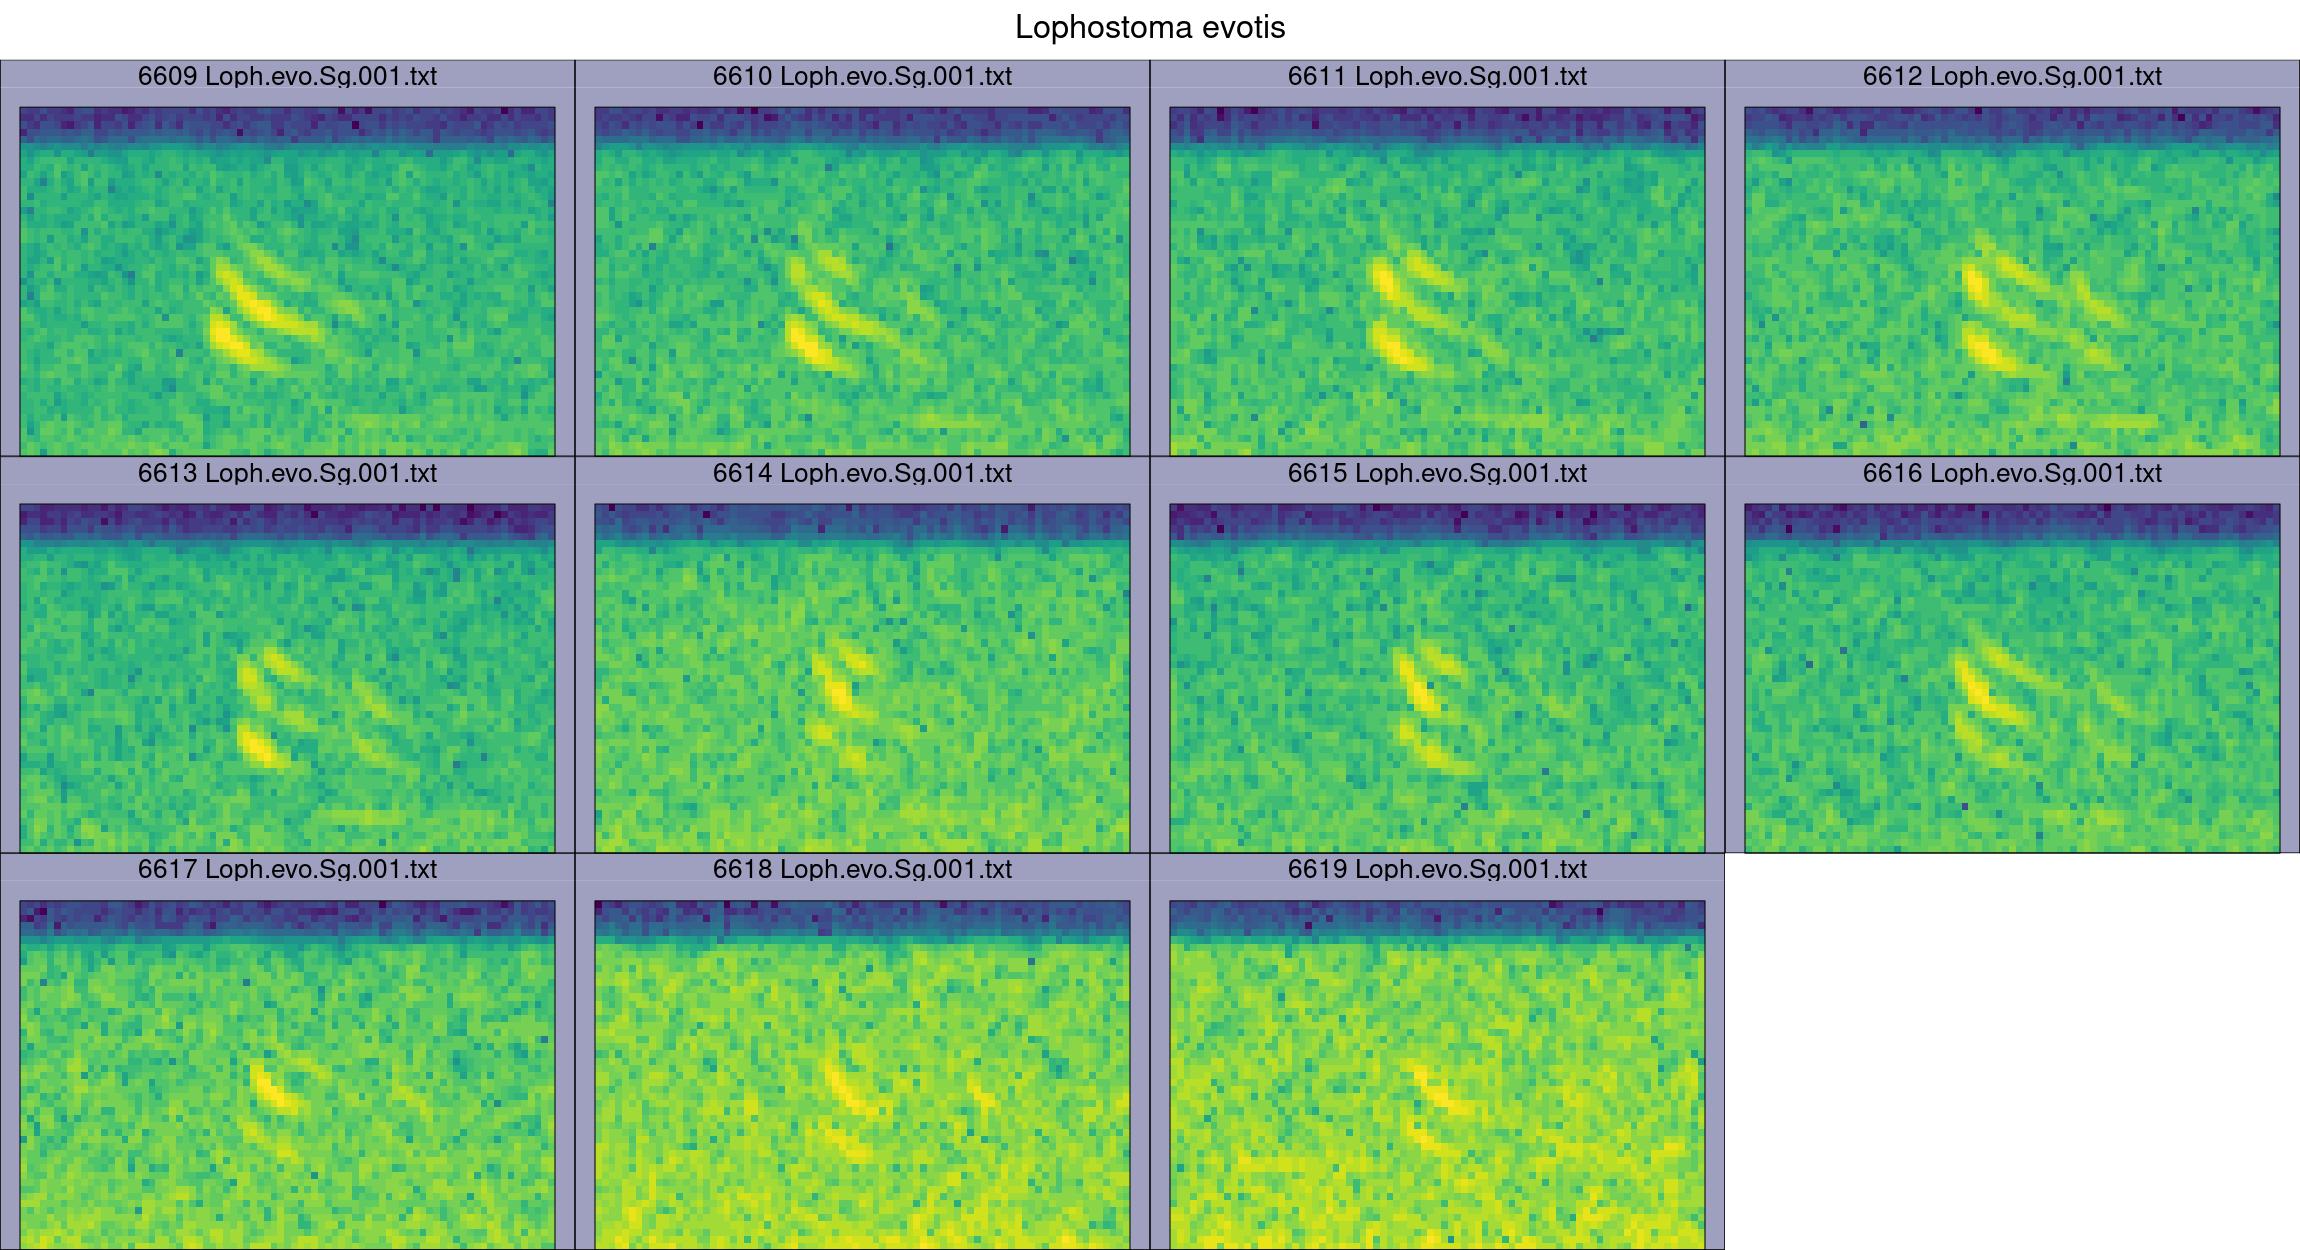 Lophostoma evotis
6609 Loph.evo.Sg.001.txt
6610 Loph.evo.Sg.001.txt
6611 Loph.evo.Sg.001.txt
6612 Loph.evo.Sg.001.txt
6613 Loph.evo.Sg.001.txt
6614 Loph.evo.Sg.001.txt
6615 Loph.evo.Sg.001.txt
6616 Loph.evo.Sg.001.txt
6617 Loph.evo.Sg.001.txt
6618 Loph.evo.Sg.001.txt
6619 Loph.evo.Sg.001.txt